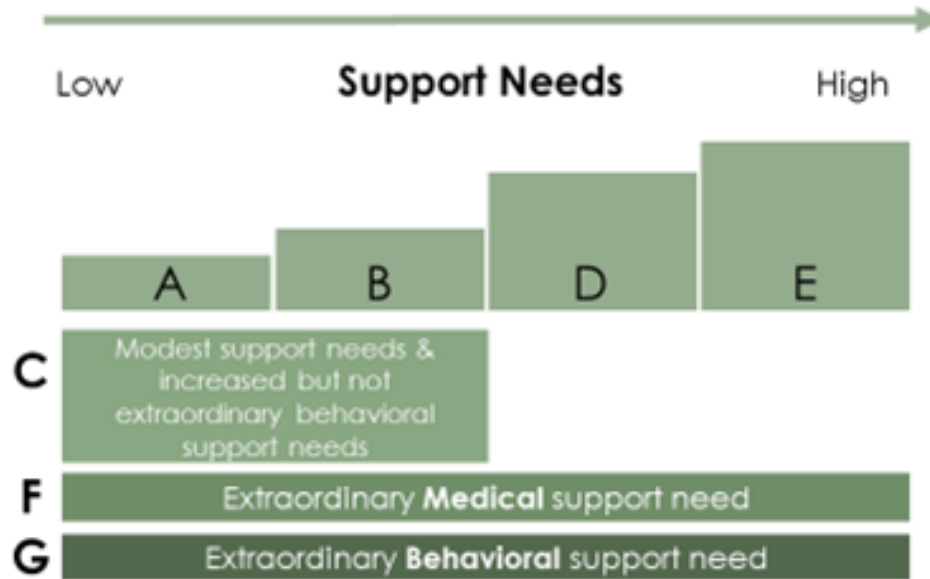 Low Support Needs High
A B D E
C
Modest support needs &
increased but not
extraordinary behavioral
support needs
F Extraordinary Medical support need
G Extraordinary Behavioral support need